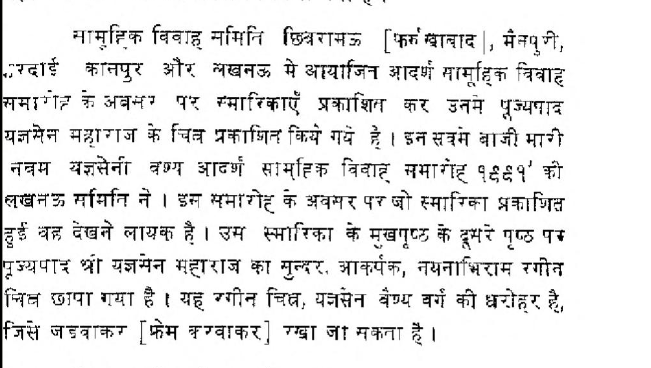 सामूहिक विवाह समिति छिबरामऊ [फर्रुखाबाद], मैनपुरी,
हरदोई कानपुर और लखनऊ में आयोजित आदर्श सामूहिक विवाह
समारोह के अवसर पर स्मारिकाएँ प्रकाशित कर उनमें पूज्यपाद
यज्ञसेन महाराज के चित्र प्रकाशित किये गये है । इन सबमे बाजी मारी
नवम यज्ञसेनी वैश्य आदर्श सामूहिक विवाह समारोह १९९१' की
लखनऊ समिति ने । इस समारोह के अवसर पर जो स्मारिका प्रकाशित
हुई वह देखने लायक है । उस स्मारिका के मुखपृष्ठ के दूसरे पृष्ठ पर
पूज्यपाद श्री यज्ञसेन महाराज का सुन्दर, आकर्षक, नयनाभिराम रंगीन
चित्र छापा गया है । यह रंगीन चित्र, यज्ञसेन वैश्य वर्ग की धरोहर है,
जिसे जड़वाकर [फ्रेम करवाकर] रखा जा सकता है ।